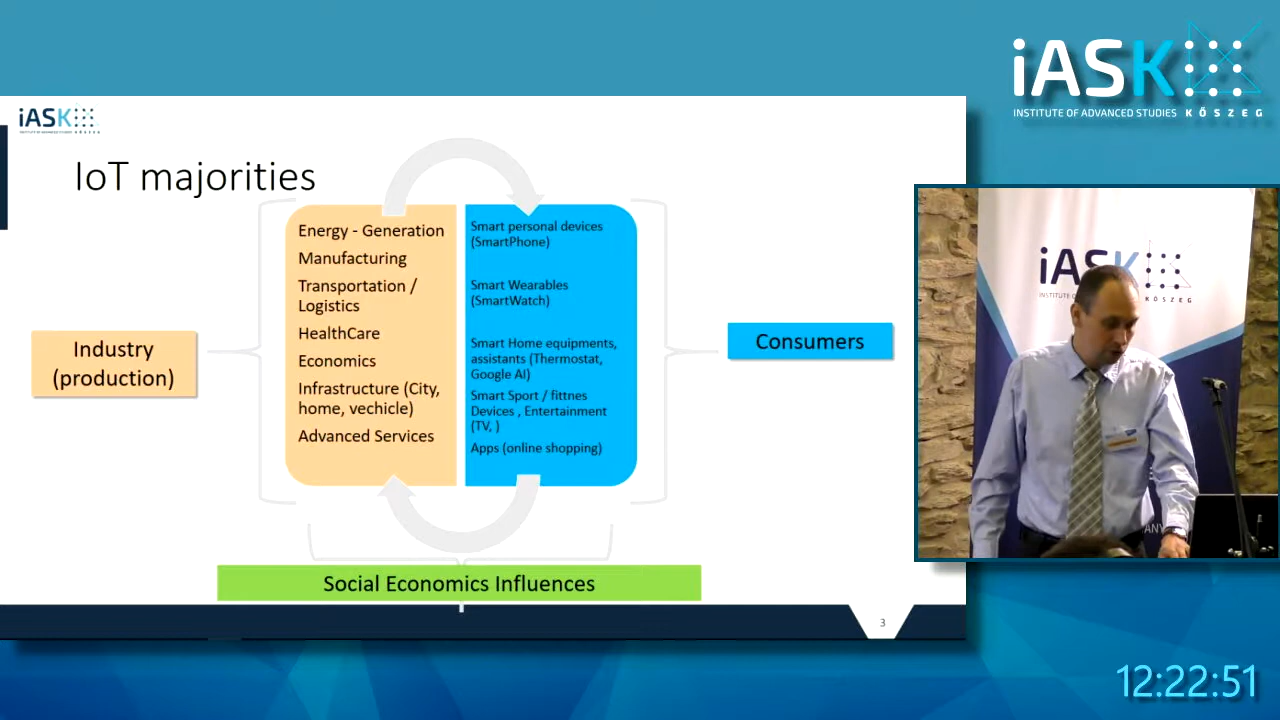 iASK
INSTITUTE OF ADVANCED STUDIES KŐSZEG
iASK
IoT majorities
Energy - Generation
Manufacturing
Transportation /
Logistics
HealthCare
Economics
Infrastructure (City,
home, vechicle)
Advanced Services
Smart personal devices
(SmartPhone)
Smart Wearables
(SmartWatch)
Smart Home equipments,
assistants (Thermostat,
Google AI)
Smart Sport / fittnes
Devices , Entertainment
(TV, )
Apps (online shopping)
Industry
(production)
Consumers
Social Economics Influences
3
iASK
KŐSZEG
12:22:51